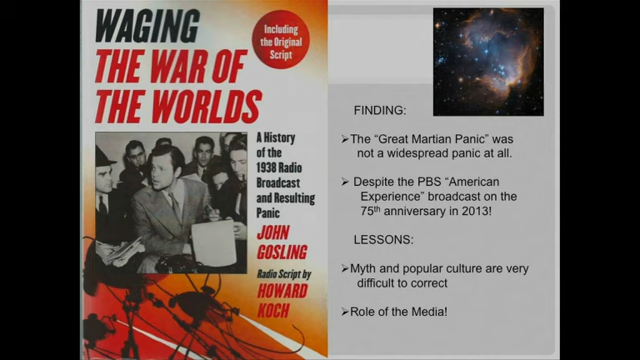 WAGING
THE WAR OF
THE WORLDS
Including
the Original
Script
A History
of the
1938 Radio
Broadcast
and Resulting
Panic
JOHN
GOSLING
Radio Script by
HOWARD
KOCH
FINDING:
➢The “Great Martian Panic” was
not a widespread panic at all.
➢ Despite the PBS “American
Experience” broadcast on the
75th anniversary in 2013!
LESSONS:
➢Myth and popular culture are very
difficult to correct
➢Role of the Media!